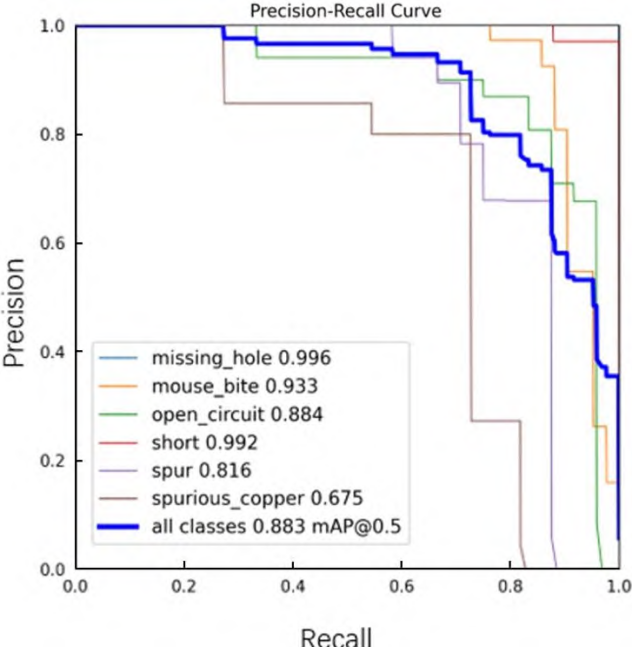 Precision-Recall Curve
1.0
0.8
0.6
0.4
0.2
0.0
Precision
missing_hole 0.996
mouse_bite 0.933
open_circuit 0.884
short 0.992
spur 0.816
spurious_copper 0.675
all classes 0.883 mAP@0.5
0.0 0.2 0.4 0.6 0.8 1.0
Recall